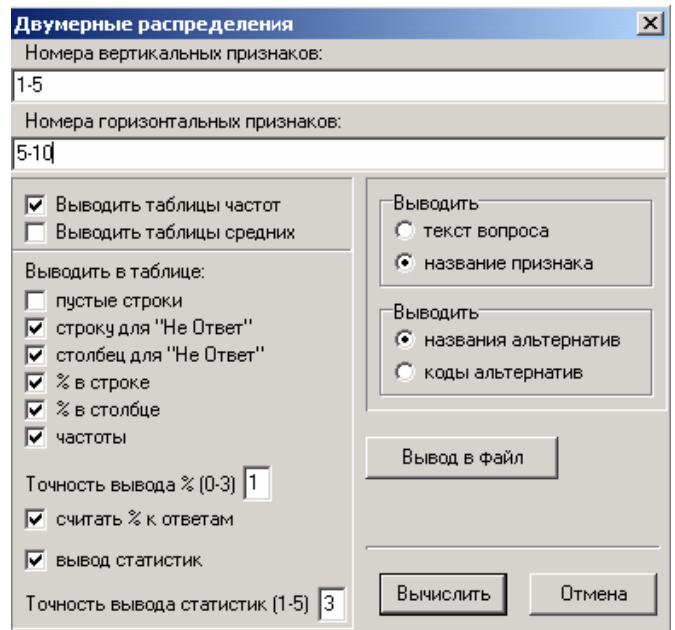 Двумерные распределения
Номера вертикальных признаков:
1-5
Номера горизонтальных признаков:
5-10
Выводить таблицы частот
Выводить таблицы средних
Выводить в таблице:
пустые строки
строку для "Не Ответ"
столбец для "Не Ответ"
% в строке
% в столбце
частоты
Точность вывода % (0-3) 1
считать % к ответам
вывод статистик
Точность вывода статистик (1-5) 3
Выводить
текст вопроса
название признака
Выводить
названия альтернатив
коды альтернатив
Вывод в файл
Вычислить
Отмена